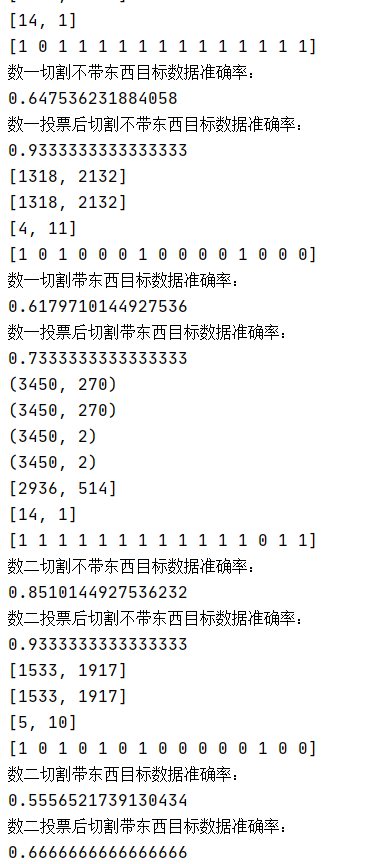 [14, 1]
[1 0 1 1 1 1 1 1 1 1 1 1 1 1 1]
数一切割不带东西目标数据准确率:
0.647536231884058
数一投票后切割不带东西目标数据准确率:
0.9333333333333333
[1318, 2132]
[1318, 2132]
[4, 11]
[1 0 1 0 0 0 1 0 0 0 0 1 0 0 0]
数一切割带东西目标数据准确率:
0.6179710144927536
数一投票后切割带东西目标数据准确率:
0.7333333333333333
(3450, 270)
(3450, 270)
(3450, 2)
(3450, 2)
[2936, 514]
[14, 1]
[1 1 1 1 1 1 1 1 1 1 1 1 0 1 1]
数二切割不带东西目标数据准确率:
0.8510144927536232
数二投票后切割不带东西目标数据准确率:
0.9333333333333333
[1533, 1917]
[1533, 1917]
[5, 10]
[1 0 1 0 1 0 1 0 0 0 0 0 1 0 0]
数二切割带东西目标数据准确率:
0.5556521739130434
数二投票后切割带东西目标数据准确率:
0.6666666666666666